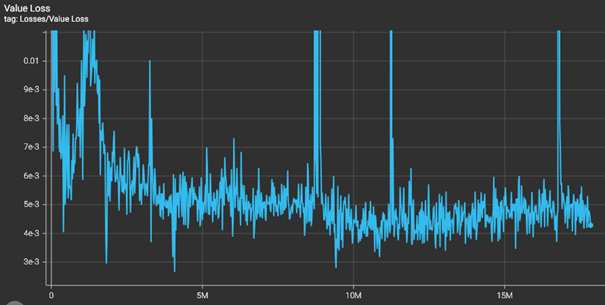 Value Loss
tag: Losses/Value Loss
0.01
9e-3
8e-3
7e-3
6e-3
5e-3
4e-3
3e-3
0 5M 10M 15M